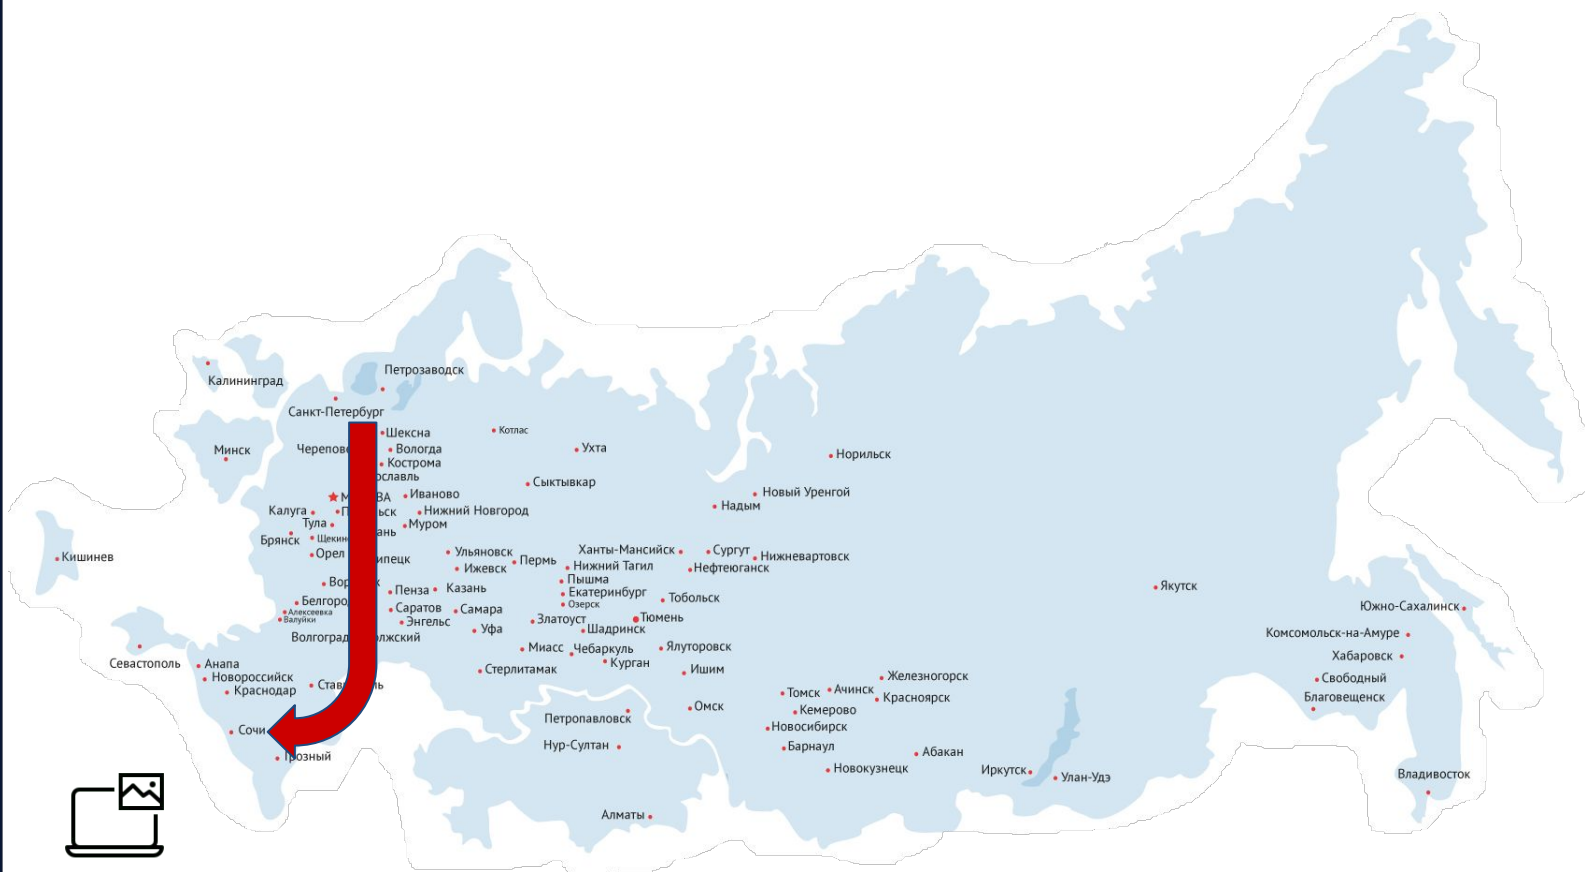 Петрозаводск
Калининград
Санкт-Петербург
Шексна
Котлас
Минск
Вологда
Ухта
Кострома
Норильск
Сыктывкар
Иваново
Новый Уренгой
Надым
Калуга
Нижний Новгород
Тула
Муром
Брянск
Орел
Кишинев
Ульяновск
Пермь
Ханты-Мансийск
Сургут
Нижневартовск
Ижевск
Нижний Тагил
Нефтеюганск
Пышма
Якутск
Пенза
Казань
Екатеринбург
Тобольск
Озерск
Саратов
Самара
Алексеевка
Валуйки
Энгельс
Златоуст
Тюмень
Южно-Сахалинск
Уфа
Шадринск
Комсомольск-на-Амуре
Миасс
Чебаркуль
Ялуторовск
Хабаровск
Севастополь
Анапа
Курган
Стерлитамак
Ишим
Новороссийск
Железногорск
Свободный
Краснодар
Томск
Ачинск
Красноярск
Благовещенск
Омск
Кемерово
Петропавловск
Новосибирск
Сочи
Нур-Султан
Барнаул
Абакан
Грозный
Новокузнецк
Иркутск
Улан-Удэ
Владивосток
Алматы